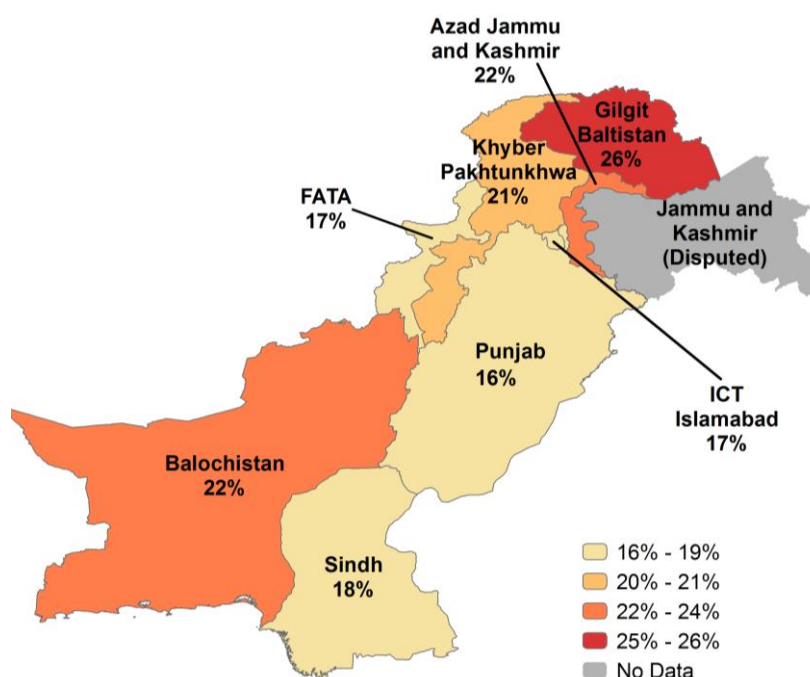 Azad Jammu
and Kashmir
22%
Gilgit
Baltistan
26%
Khyber
Pakhtunkhwa
21%
FATA
17%
Jammu and
Kashmir
(Disputed)
Punjab
16%
ICT
Islamabad
17%
Balochistan
22%
Sindh
18%
16% - 19%
20% - 21%
22% - 24%
25% - 26%
No Data